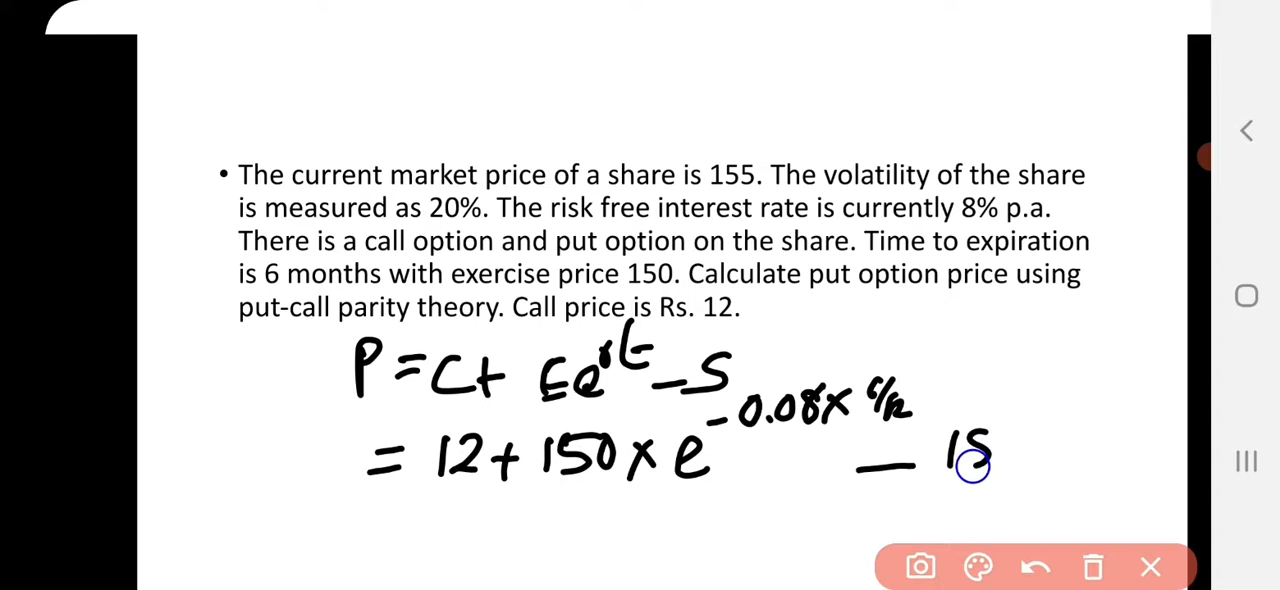 • The current market price of a share is 155. The volatility of the share
is measured as 20%. The risk free interest rate is currently 8% p.a.
There is a call option and put option on the share. Time to expiration
is 6 months with exercise price 150. Calculate put option price using
put-call parity theory. Call price is Rs. 12.
P = C + Ee^rt - S
= 12 + 150 × e^-0.08 × 6/12 - 15